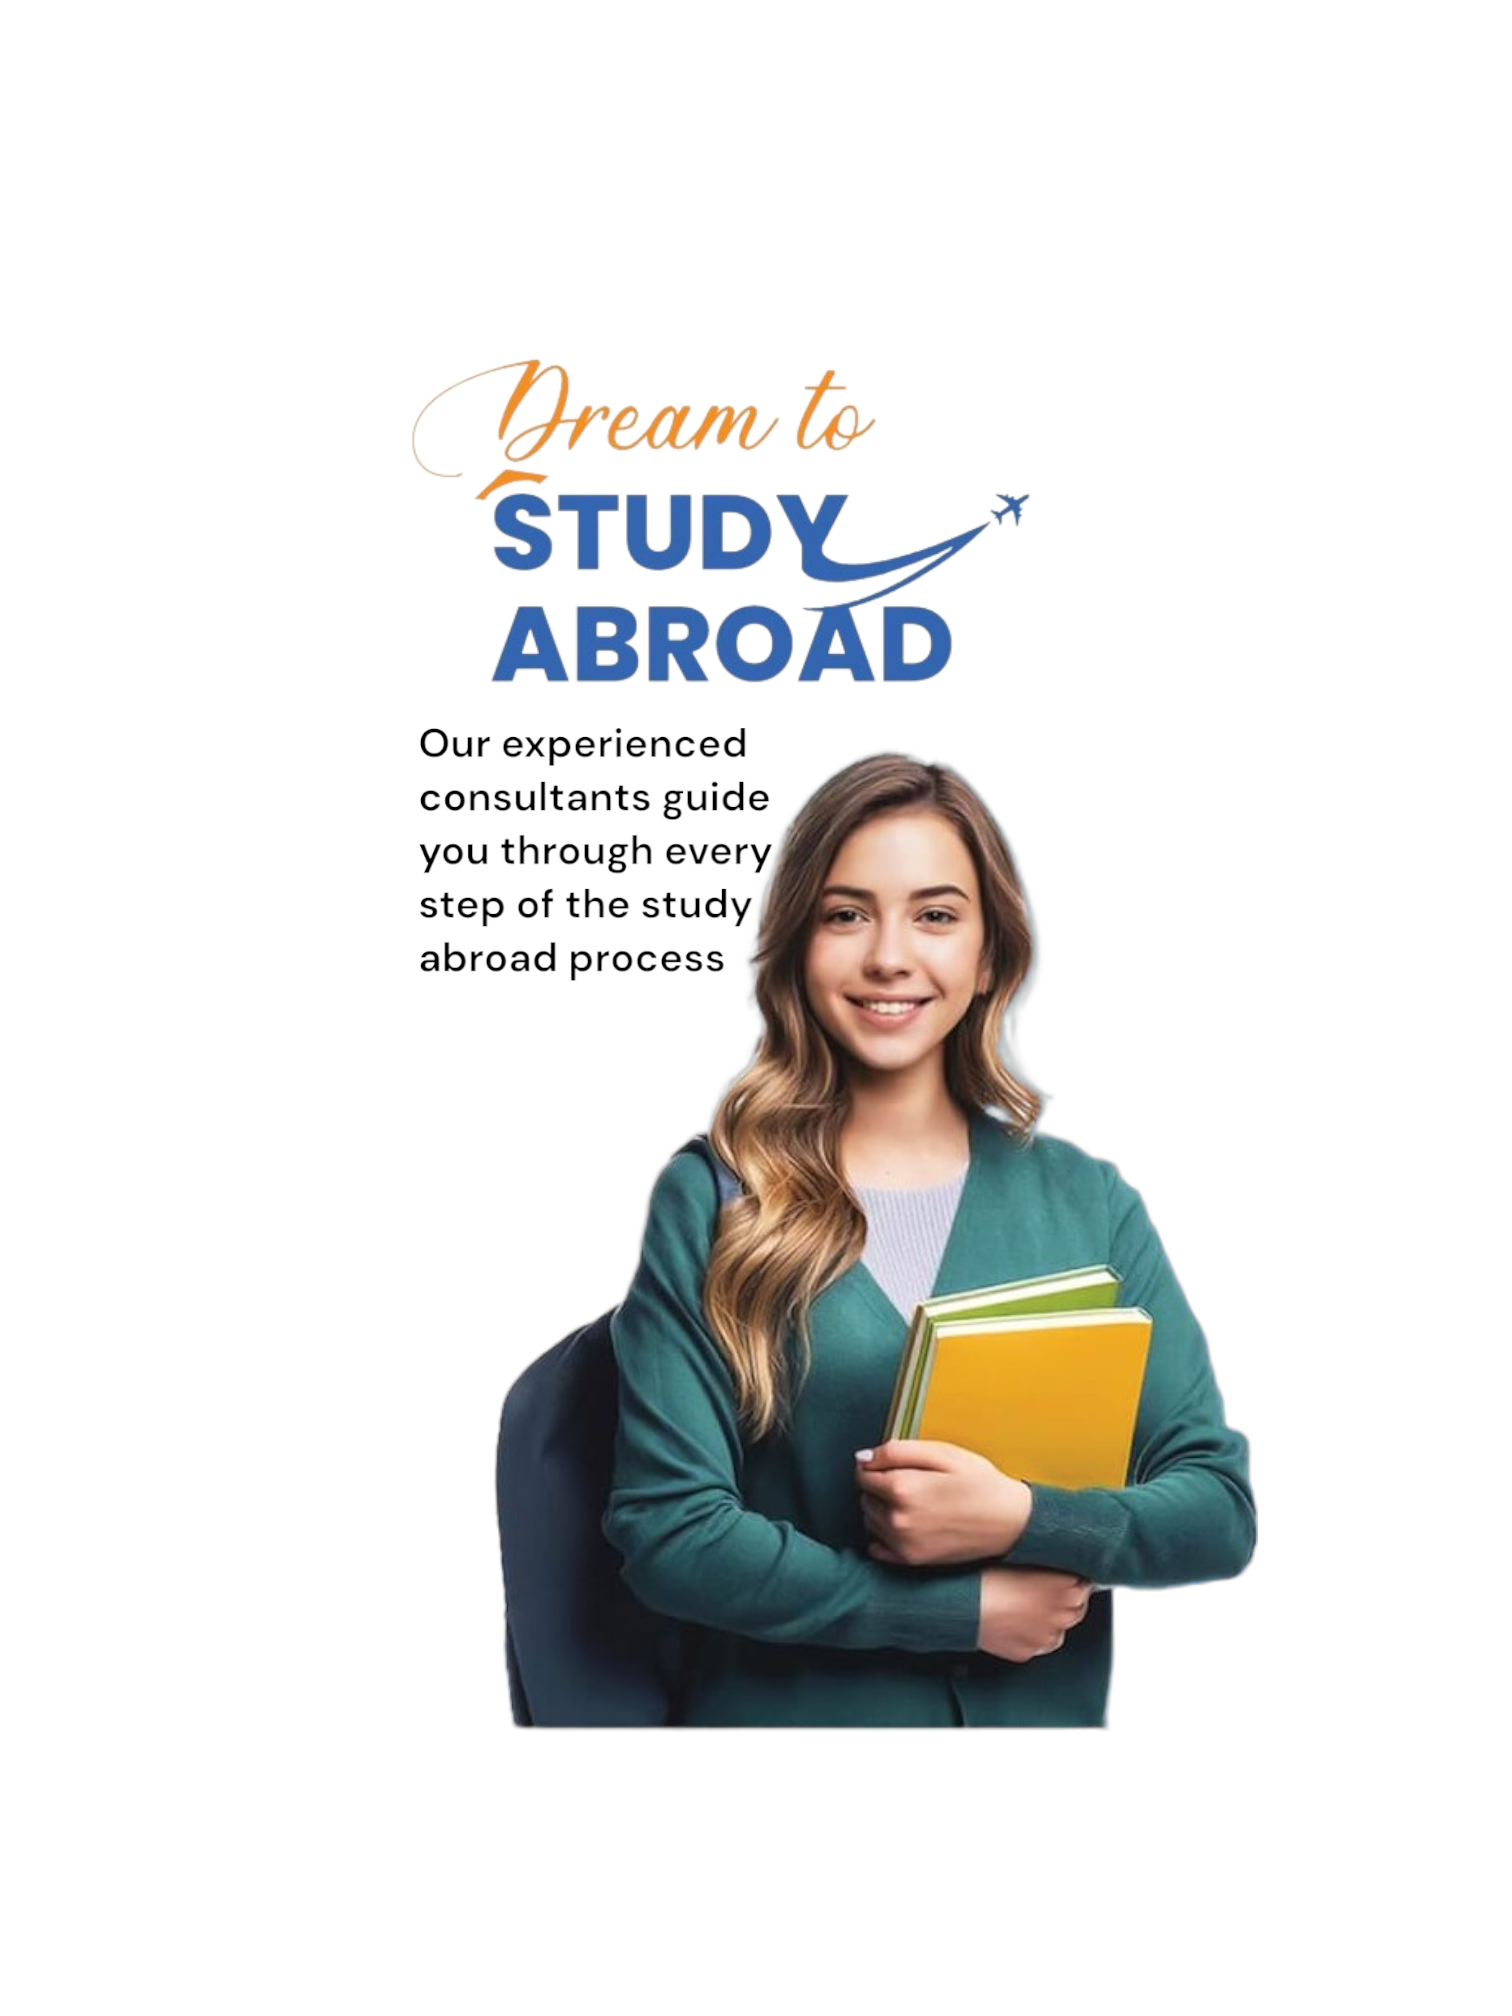 Dream to
STUDY
ABROAD
Our experienced
consultants guide
you through every
step of the study
abroad process